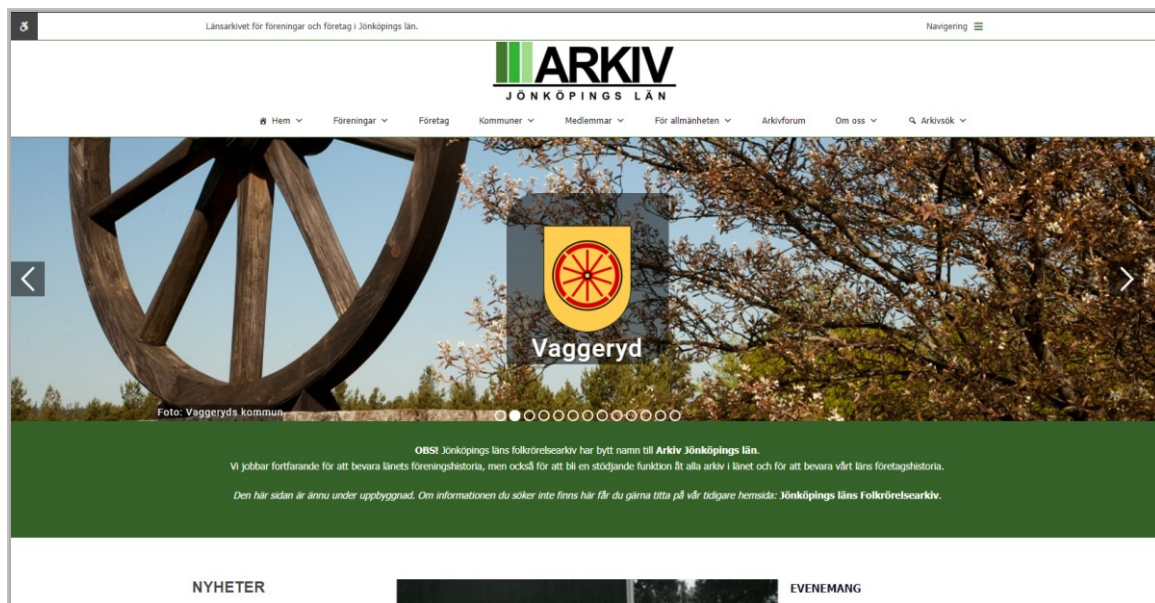 Länsarkivet för föreningar och företag i Jönköpings län.
Navigering
ARKIV
JÖNKÖPINGS LÄN
Hem Föreningar Företag Kommuner Medlemmar För allmänheten Arkivforum Om oss Arkivsök
Vaggeryd
Foto: Vaggeryds kommun
OBS! Jönköpings läns folkrörelsearkiv har bytt namn till Arkiv Jönköpings län.
Vi jobbar fortfarande för att bevara länets föreningshistoria, men också för att bli en stödjande funktion åt alla arkiv i länet och för att bevara vårt läns företagshistoria.
Den här sidan är ännu under uppbyggnad. Om informationen du söker inte finns här får du gärna titta på vår tidigare hemsida: Jönköpings läns Folkrörelsearkiv.
NYHETER
EVENEMANG